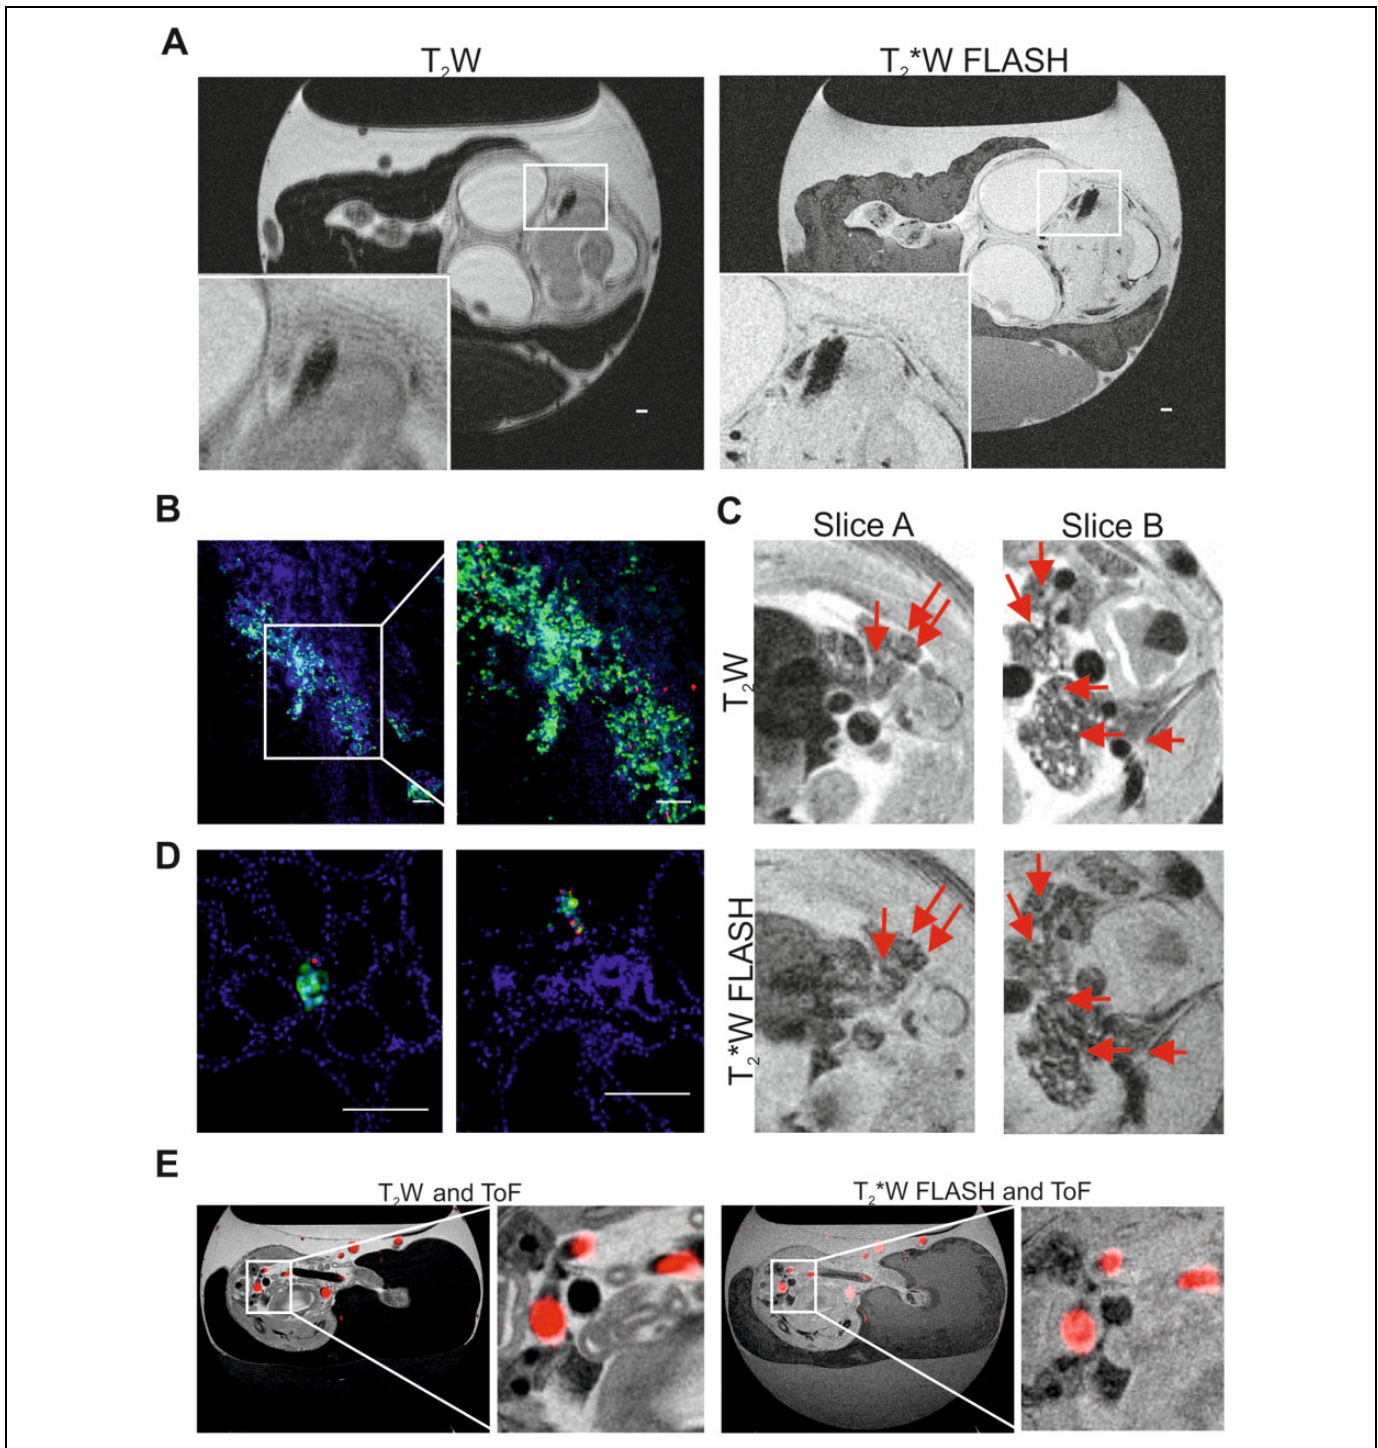 A
T₂W
T₂*W FLASH
B
C
Slice A
Slice B
T₂W
D
T₂*W FLASH
E
T₂W and ToF
T₂*W FLASH and ToF